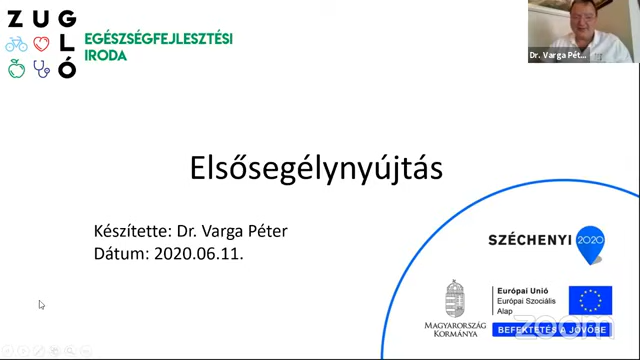 ZUG
L
Ó
EGÉSZSÉGFEJLESZTÉSI
IRODA
Dr. Varga Pét...
Elsősegélynyújtás
Készítette: Dr. Varga Péter
Dátum: 2020.06.11.
SZÉCHENYI 2020
MAGYARORSZÁG
KORMÁNYA
Európai Unió
Európai Szociális
Alap
BEFEKTETÉS A JÖVŐBE
zoom